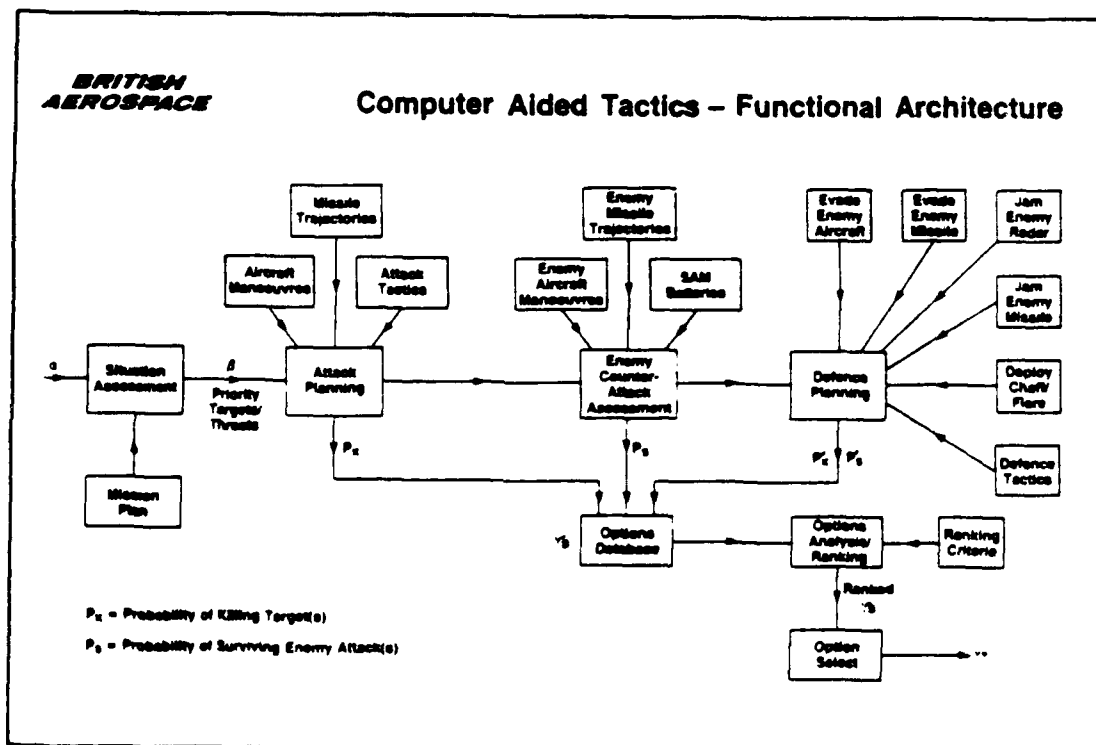 BRITISH
AEROSPACE
Computer Aided Tactics – Functional Architecture
Missile
Trajectories
Enemy
Missile
Trajectories
Evade
Enemy
Aircraft
Evade
Enemy
Missile
Jam
Enemy
Radar
Aircraft
Manoeuvres
Attack
Tactics
Enemy
Aircraft
Manoeuvres
SAM
Batteries
Jam
Enemy
Missile
α
Situation
Assessment
β
Priority
Targets/
Threats
Attack
Planning
Enemy
Counter-
Attack
Assessment
Defence
Planning
Deploy
Chaff/
Flare
Pₖ
Pₛ
P'ₖ P'ₛ
Defence
Tactics
Mission
Plan
Options
Database
Options
Analysis/
Ranking
Ranking
Criteria
Ranked
Pₖ = Probability of Killing Target(s)
Pₛ = Probability of Surviving Enemy Attack(s)
Option
Select